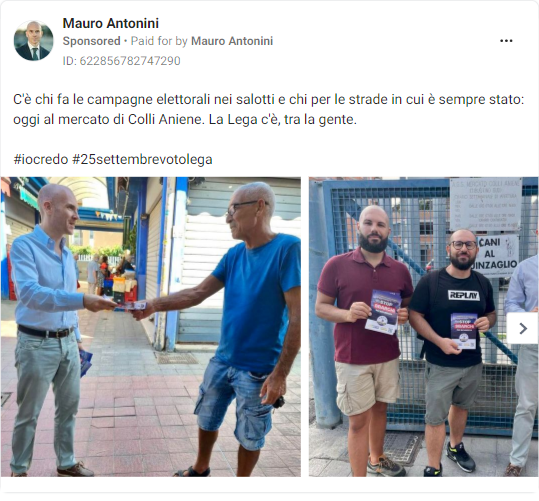 Mauro Antonini
Sponsored • Paid for by Mauro Antonini
ID: 622856782747290
C'è chi fa le campagne elettorali nei salotti e chi per le strade in cui è sempre stato:
oggi al mercato di Colli Aniene. La Lega c'è, tra la gente.
#iocredo #25settembrevotolega
CANI
AL
REPLAY
STOP
STOP